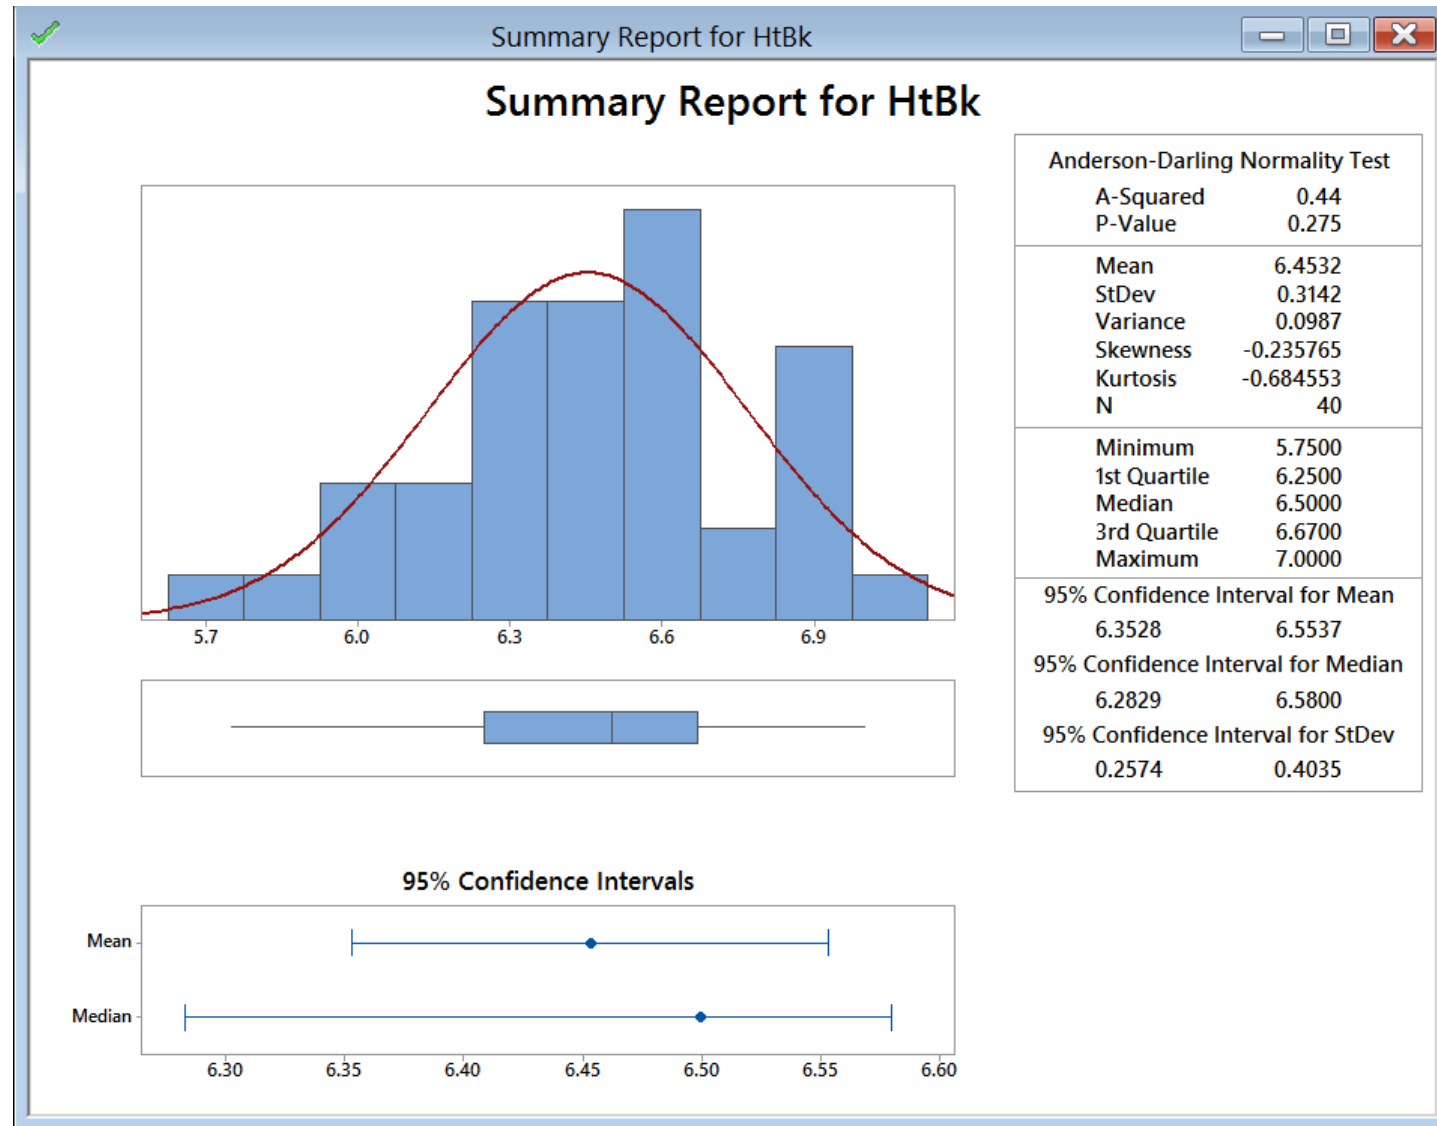 Summary Report for HtBk
Summary Report for HtBk
5.7 6.0 6.3 6.6 6.9
95% Confidence Intervals
Mean
Median
6.30 6.35 6.40 6.45 6.50 6.55 6.60
Anderson-Darling Normality Test
A-Squared 0.44
P-Value 0.275
Mean 6.4532
StDev 0.3142
Variance 0.0987
Skewness -0.235765
Kurtosis -0.684553
N 40
Minimum 5.7500
1st Quartile 6.2500
Median 6.5000
3rd Quartile 6.6700
Maximum 7.0000
95% Confidence Interval for Mean
6.3528 6.5537
95% Confidence Interval for Median
6.2829 6.5800
95% Confidence Interval for StDev
0.2574 0.4035